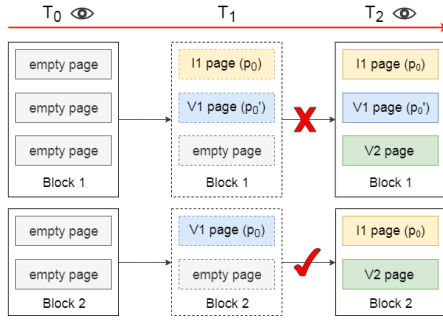 T₀ T₁ T₂
empty page I1 page (p₀) I1 page (p₀)
empty page V1 page (p₀') V1 page (p₀')
empty page empty page V2 page
Block 1 Block 1 Block 1
empty page V1 page (p₀) I1 page (p₀)
empty page empty page V2 page
Block 2 Block 2 Block 2